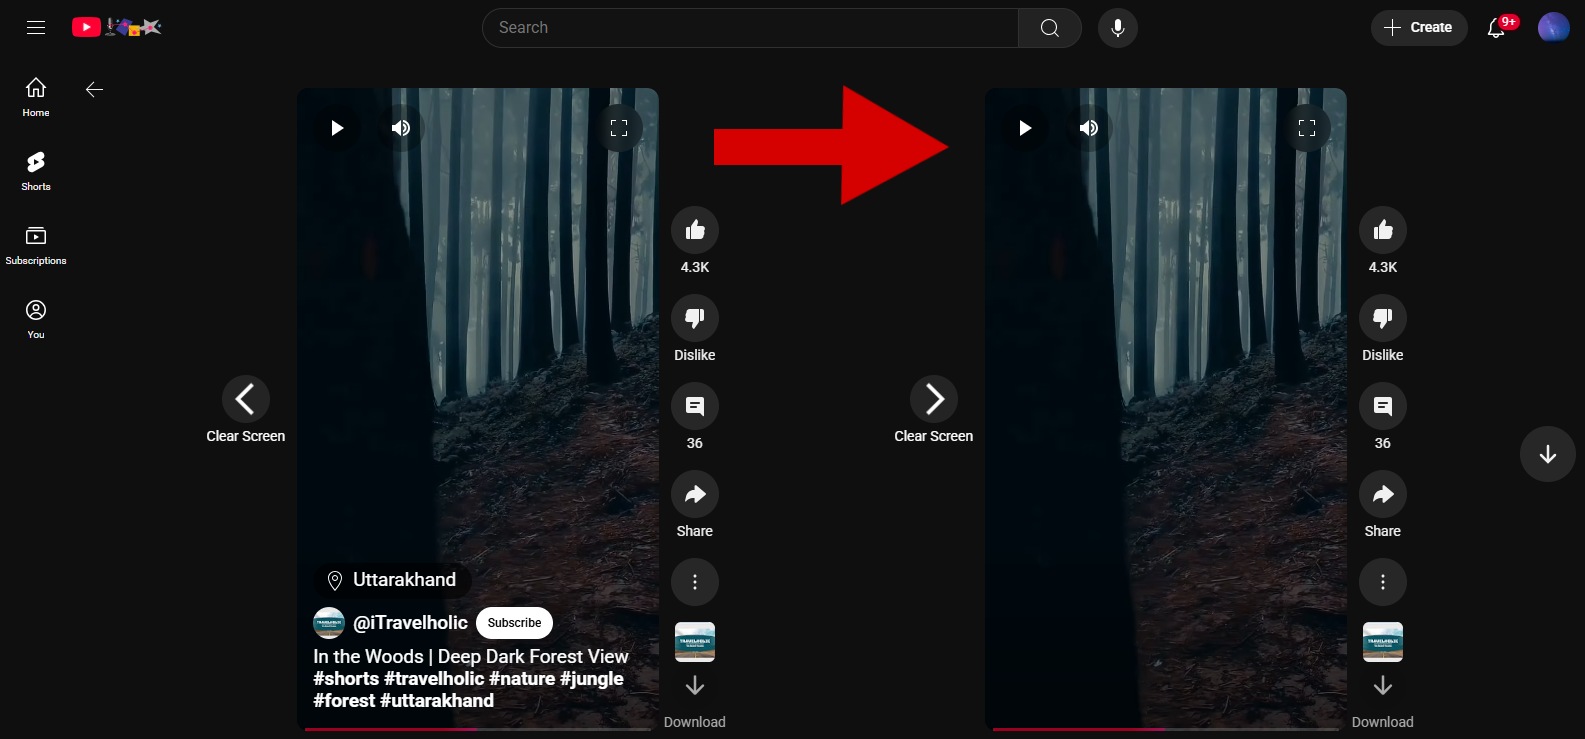 Search
Create
9+
Home
Shorts
Subscriptions
You
Clear Screen
Uttarakhand
@iTravelholic
Subscribe
In the Woods | Deep Dark Forest View
#shorts #travelholic #nature #jungle
#forest #uttarakhand
4.3K
Dislike
36
Share
Download
Clear Screen
4.3K
Dislike
36
Share
Download